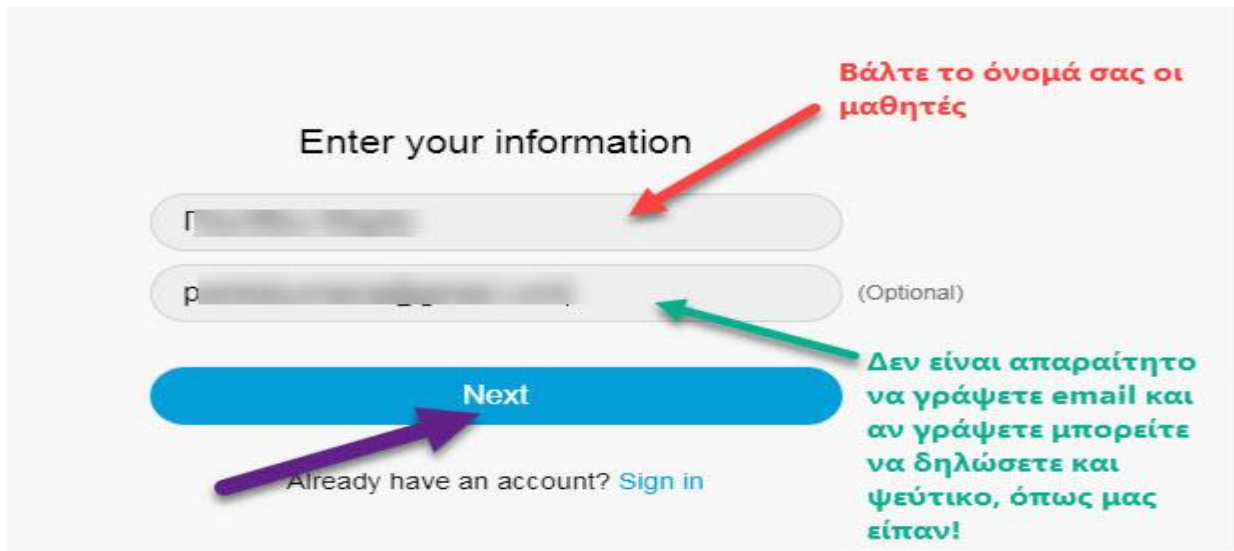 Βάλτε το όνομά σας οι
μαθητές
Enter your information
(Optional)
Δεν είναι απαραίτητο
να γράψετε email και
αν γράψετε μπορείτε
να δηλώσετε και
ψεύτικο, όπως μας
είπαν!
Next
Already have an account? Sign in